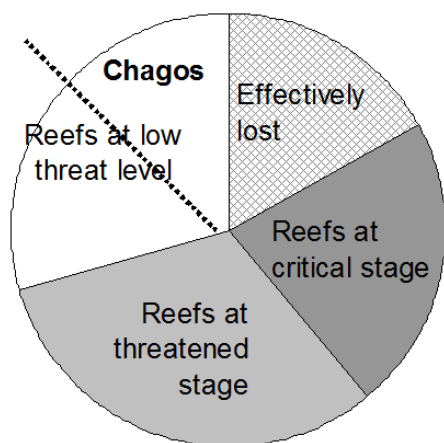 Chagos
Effectively
lost
Reefs at low
threat level
Reefs at
critical stage
Reefs at
threatened
stage